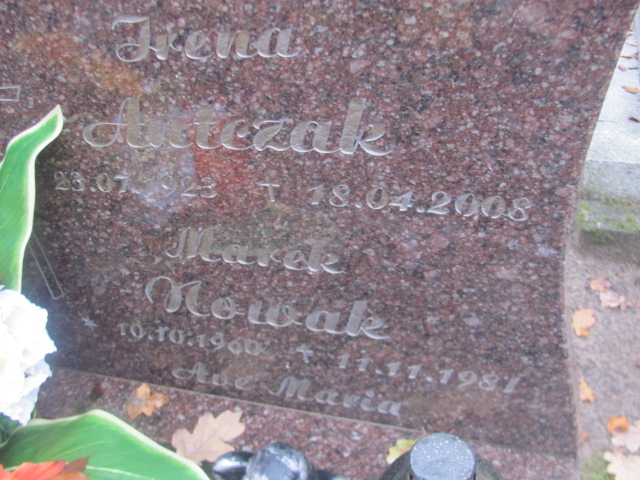 Irena
Antczak
23.07.1923 † 18.04.2008
Marek
Nowak
* 10.10.1960 † 11.11.1981
Ave Maria